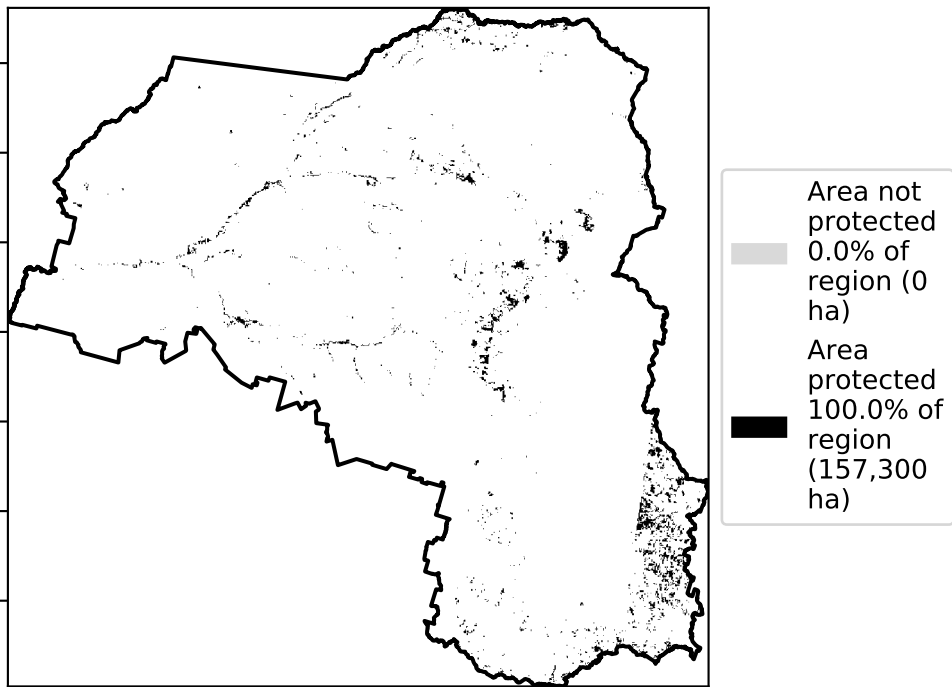 Area not
protected
0.0% of
region (0
ha)
Area
protected
100.0% of
region
(157,300
ha)